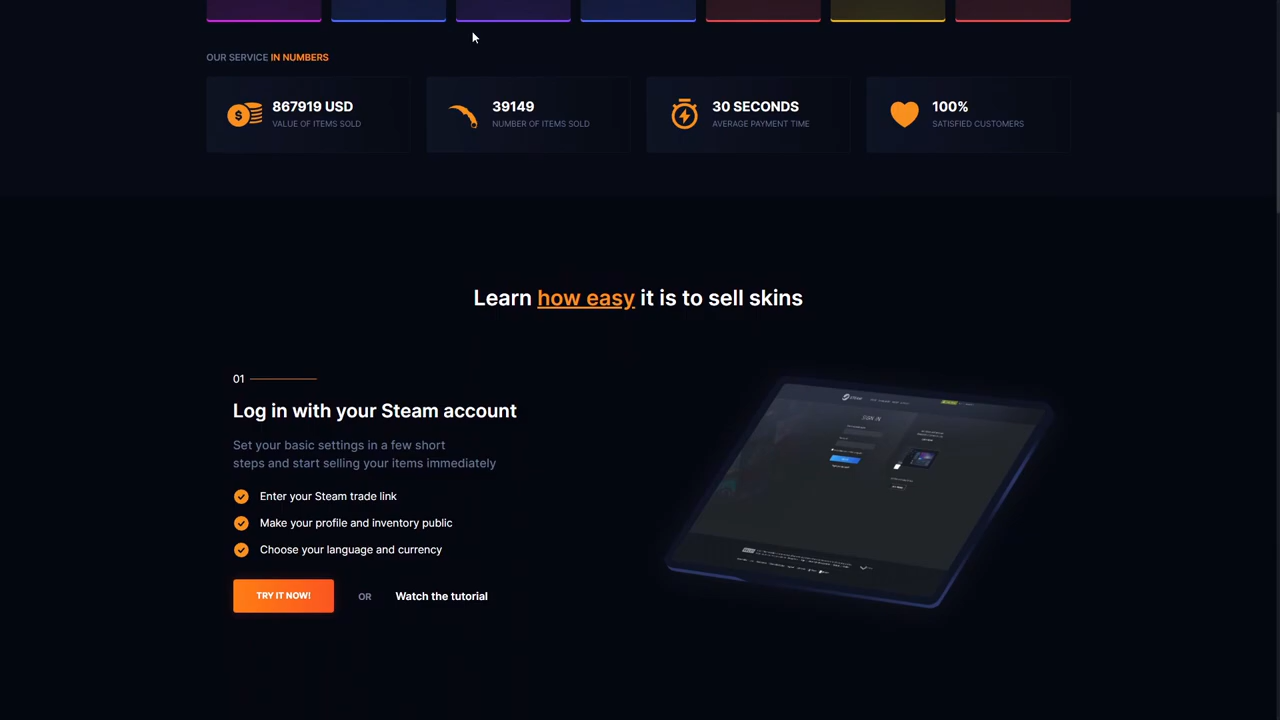 OUR SERVICE IN NUMBERS
867919 USD
VALUE OF ITEMS SOLD
39149
NUMBER OF ITEMS SOLD
30 SECONDS
AVERAGE PAYMENT TIME
100%
SATISFIED CUSTOMERS
Learn how easy it is to sell skins
01
Log in with your Steam account
Set your basic settings in a few short
steps and start selling your items immediately
Enter your Steam trade link
Make your profile and inventory public
Choose your language and currency
TRY IT NOW!
OR
Watch the tutorial
STEAM
SIGN IN